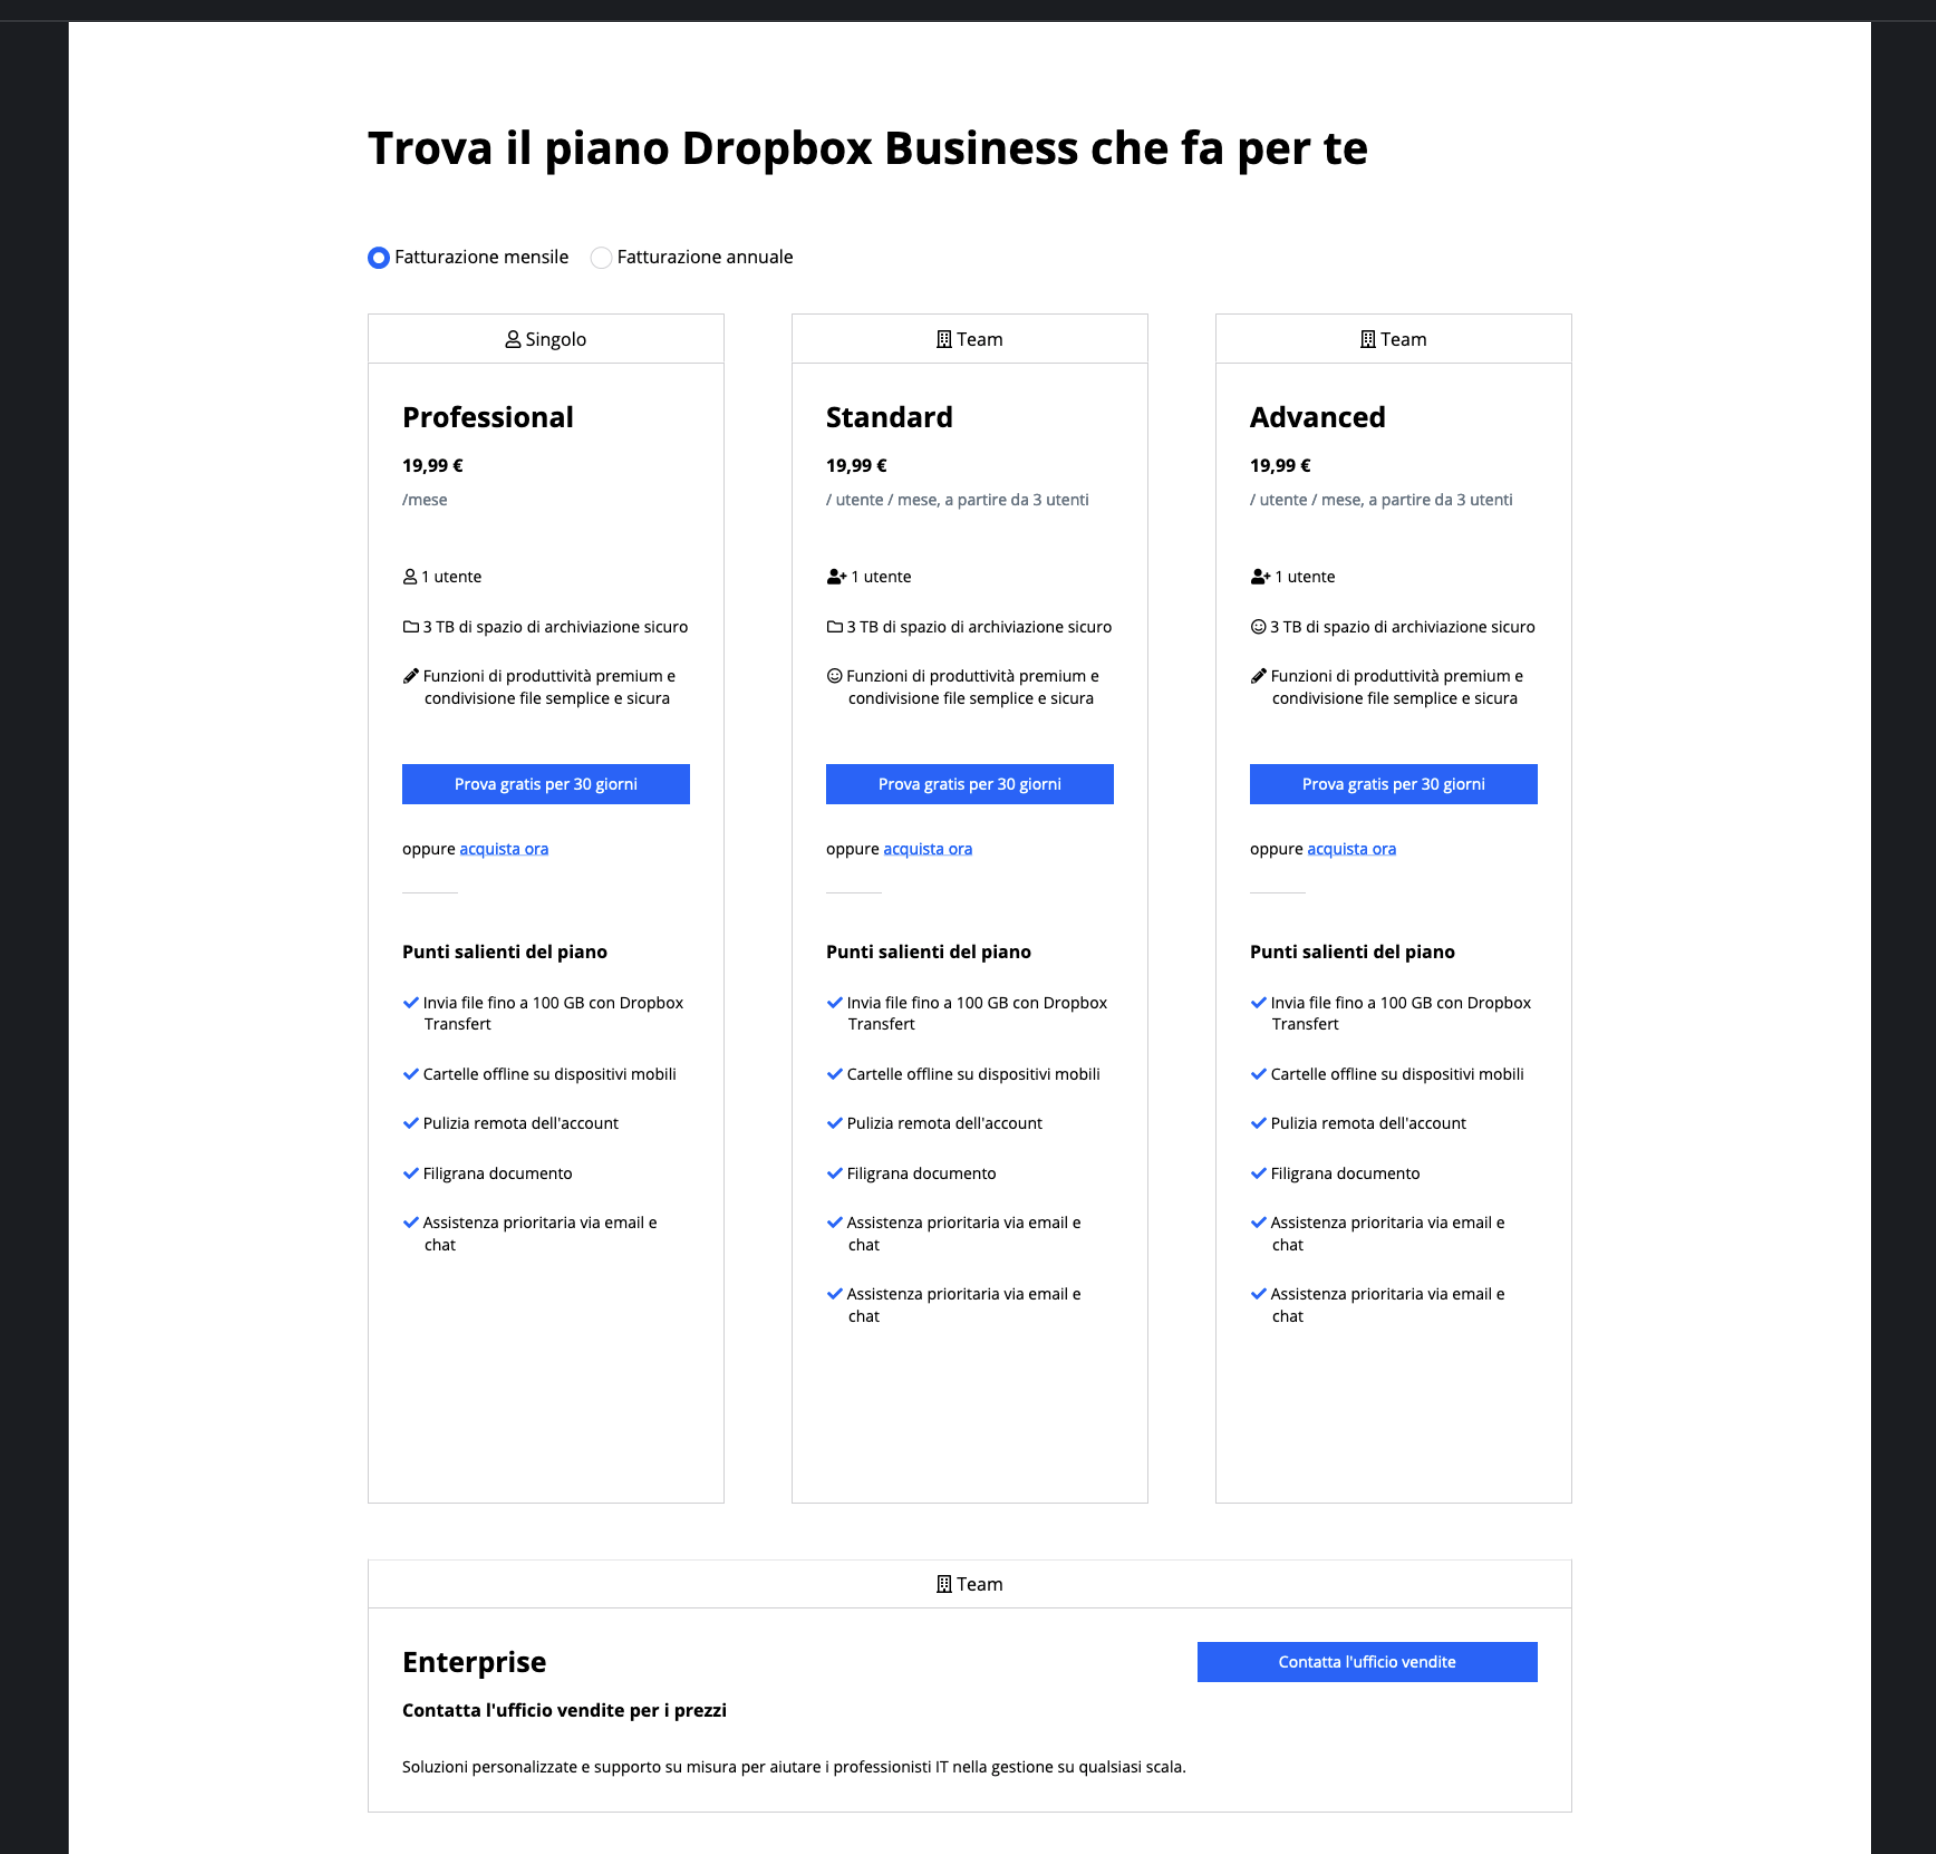 Trova il piano Dropbox Business che fa per te
Fatturazione mensile
Fatturazione annuale
Singolo
Professional
19,99 €
/mese
1 utente
3 TB di spazio di archiviazione sicuro
Funzioni di produttività premium e
condivisione file semplice e sicura
Prova gratis per 30 giorni
oppure acquista ora
Punti salienti del piano
Invia file fino a 100 GB con Dropbox
Transfert
Cartelle offline su dispositivi mobili
Pulizia remota dell'account
Filigrana documento
Assistenza prioritaria via email e
chat
Team
Standard
19,99 €
/ utente / mese, a partire da 3 utenti
1 utente
3 TB di spazio di archiviazione sicuro
Funzioni di produttività premium e
condivisione file semplice e sicura
Prova gratis per 30 giorni
oppure acquista ora
Punti salienti del piano
Invia file fino a 100 GB con Dropbox
Transfert
Cartelle offline su dispositivi mobili
Pulizia remota dell'account
Filigrana documento
Assistenza prioritaria via email e
chat
Assistenza prioritaria via email e
chat
Team
Advanced
19,99 €
/ utente / mese, a partire da 3 utenti
1 utente
3 TB di spazio di archiviazione sicuro
Funzioni di produttività premium e
condivisione file semplice e sicura
Prova gratis per 30 giorni
oppure acquista ora
Punti salienti del piano
Invia file fino a 100 GB con Dropbox
Transfert
Cartelle offline su dispositivi mobili
Pulizia remota dell'account
Filigrana documento
Assistenza prioritaria via email e
chat
Assistenza prioritaria via email e
chat
Team
Enterprise
Contatta l'ufficio vendite
Contatta l'ufficio vendite per i prezzi
Soluzioni personalizzate e supporto su misura per aiutare i professionisti IT nella gestione su qualsiasi scala.